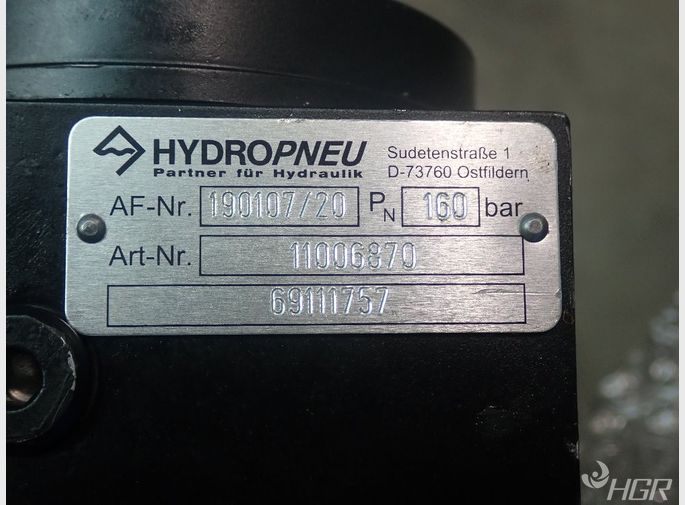 HYDROPNEU
Partner für Hydraulik
Sudetenstraße 1
D-73760 Ostfildern
AF-Nr. 190107/20 PN 160 bar
Art-Nr. 11006870
69111757
HGR